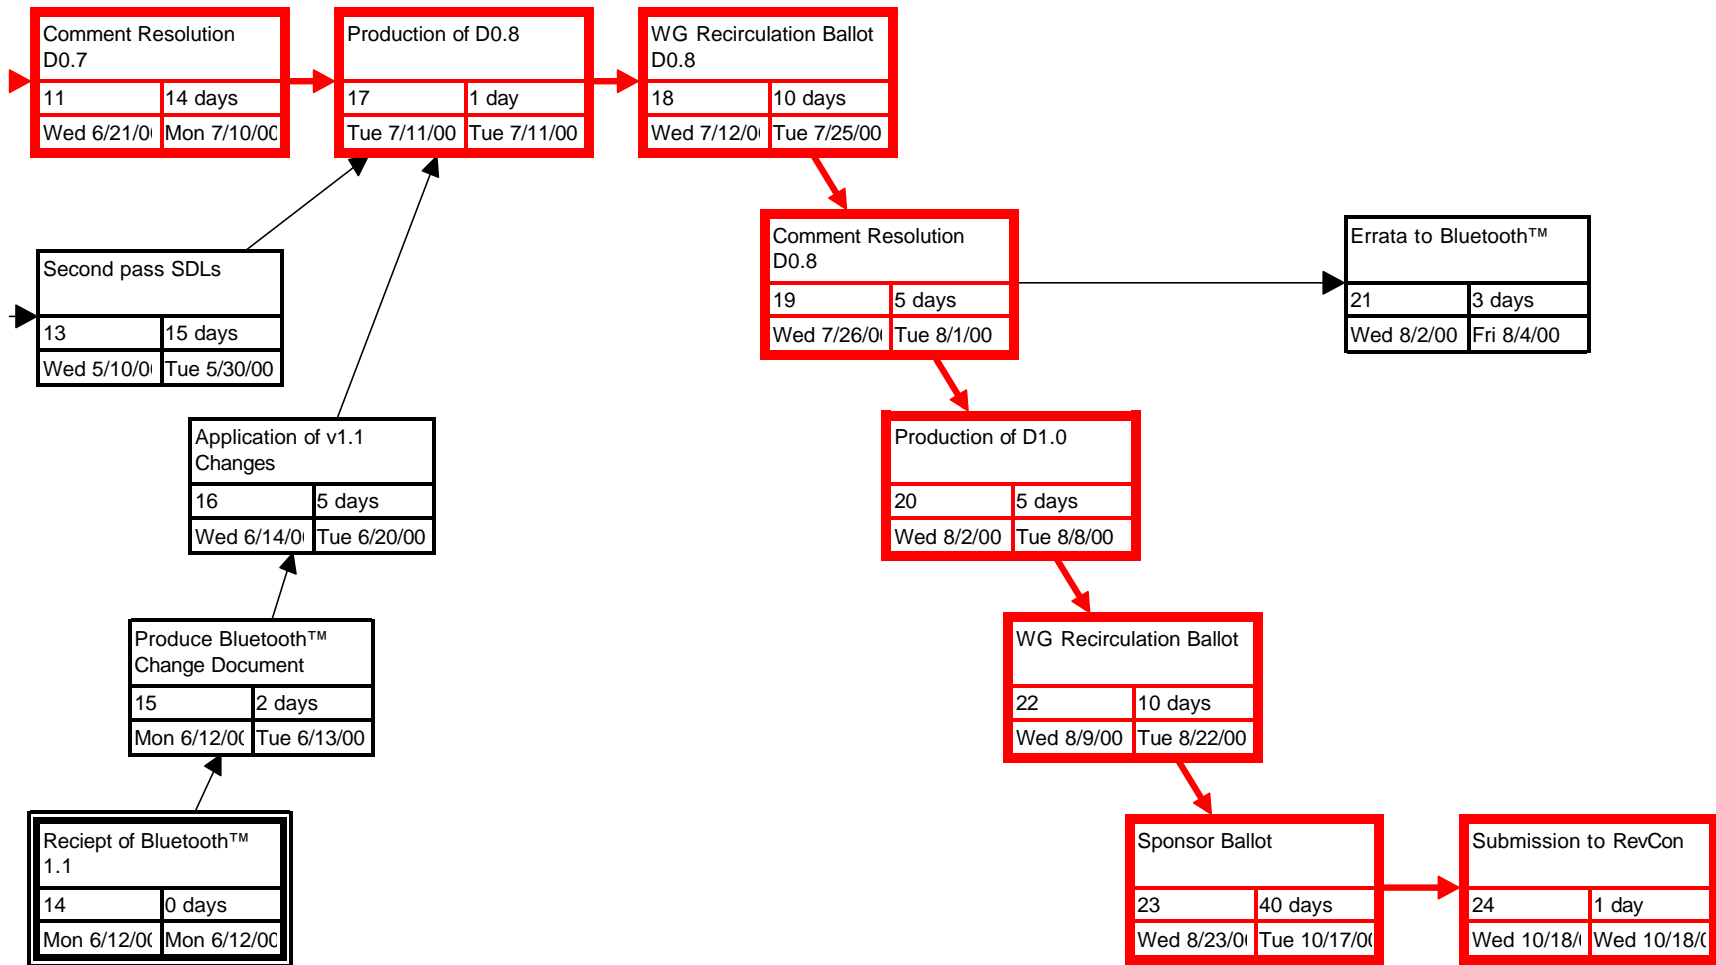 Comment Resolution
D0.7
11
14 days
Wed 6/21/0
Mon 7/10/00
Production of D0.8
17
1 day
Tue 7/11/00
Tue 7/11/00
WG Recirculation Ballot
D0.8
18
10 days
Wed 7/12/0
Tue 7/25/00
Comment Resolution
D0.8
19
5 days
Wed 7/26/0
Tue 8/1/00
Errata to Bluetooth™
21
3 days
Wed 8/2/00
Fri 8/4/00
Second pass SDLs
13
15 days
Wed 5/10/0
Tue 5/30/00
Application of v1.1
Changes
16
5 days
Wed 6/14/0
Tue 6/20/00
Production of D1.0
20
5 days
Wed 8/2/00
Tue 8/8/00
Produce Bluetooth™
Change Document
15
2 days
Mon 6/12/00
Tue 6/13/00
WG Recirculation Ballot
22
10 days
Wed 8/9/00
Tue 8/22/00
Reciept of Bluetooth™
1.1
14
0 days
Mon 6/12/00
Mon 6/12/00
Sponsor Ballot
23
40 days
Wed 8/23/0
Tue 10/17/0
Submission to RevCon
24
1 day
Wed 10/18/
Wed 10/18/